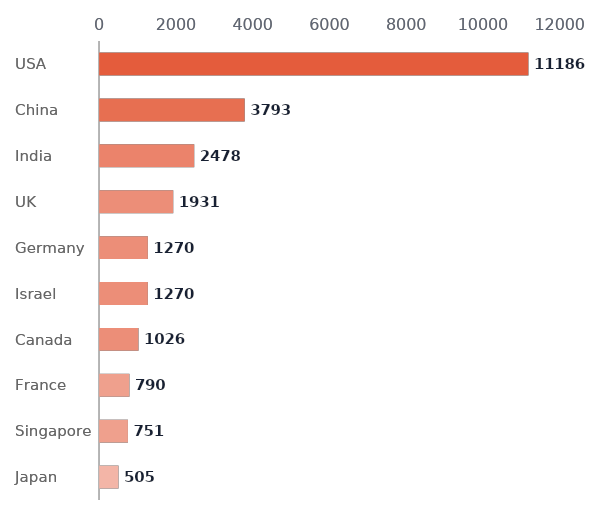 0 2000 4000 6000 8000 10000 12000
USA 11186
China 3793
India 2478
UK 1931
Germany 1270
Israel 1270
Canada 1026
France 790
Singapore 751
Japan 505